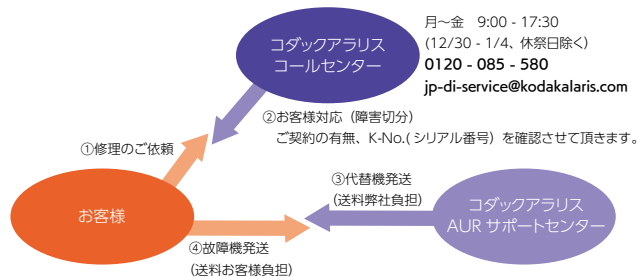 コダックアラリス
コールセンター
月～金　9:00 - 17:30
(12/30 - 1/4、休祭日除く)
0120 - 085 - 580
jp-di-service@kodakalaris.com
②お客様対応（障害切分）
ご契約の有無、K-No.( シリアル番号）を確認させて頂きます。
①修理のご依頼
③代替機発送
（送料弊社負担）
お客様
コダックアラリス
AUR サポートセンター
④故障機発送
（送料お客様負担）